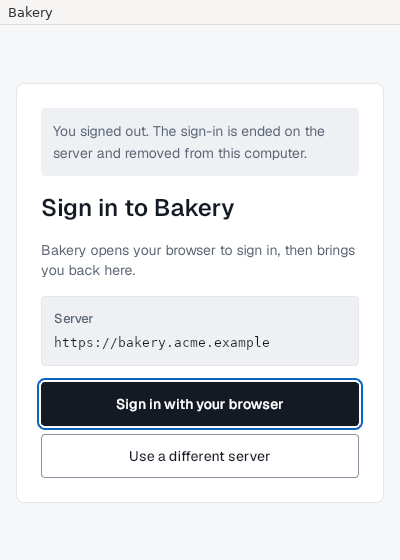 Bakery
You signed out. The sign-in is ended on the
server and removed from this computer.
Sign in to Bakery
Bakery opens your browser to sign in, then brings
you back here.
Server
https://bakery.acme.example
Sign in with your browser
Use a different server